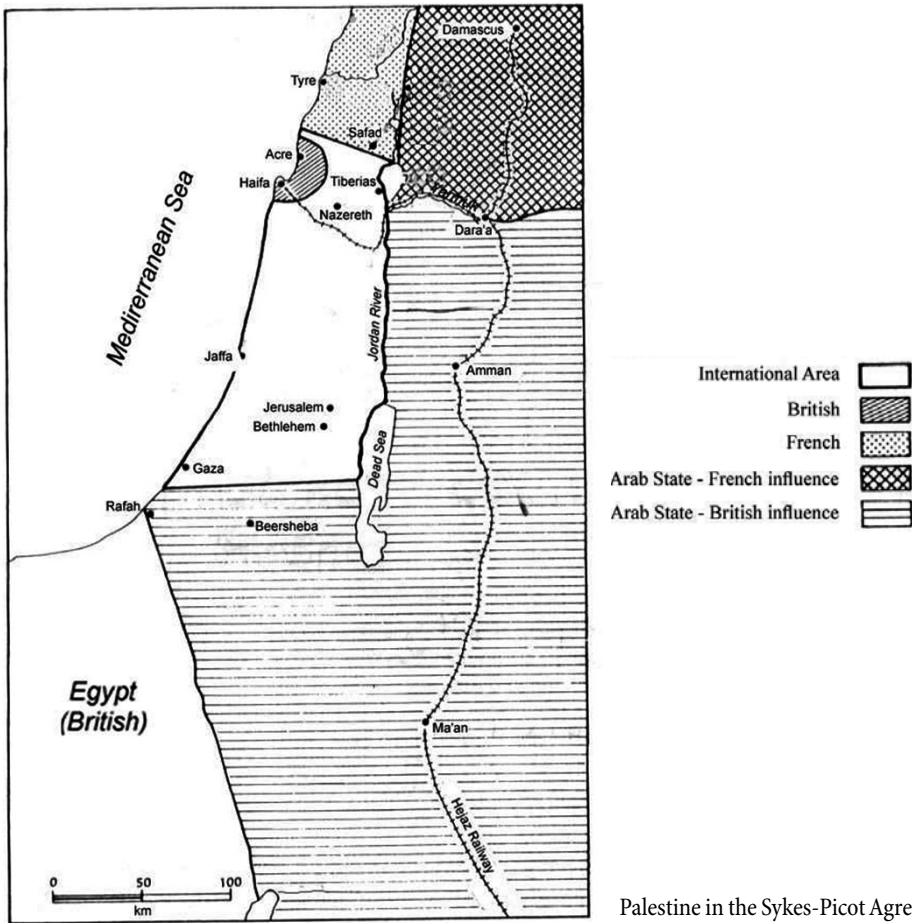 Damascus
Tyre
Safad
Acre
Haifa
Tiberias
Nazereth
Yarmuk
Dara'a
Medirerranean Sea
Jordan River
Jaffa
Amman
Jerusalem
Bethlehem
Dead Sea
Gaza
Rafah
Beersheba
Egypt
(British)
Ma'an
Hejaz Railway
0 50 100
km
International Area
British
French
Arab State - French influence
Arab State - British influence
Palestine in the Sykes-Picot Agre